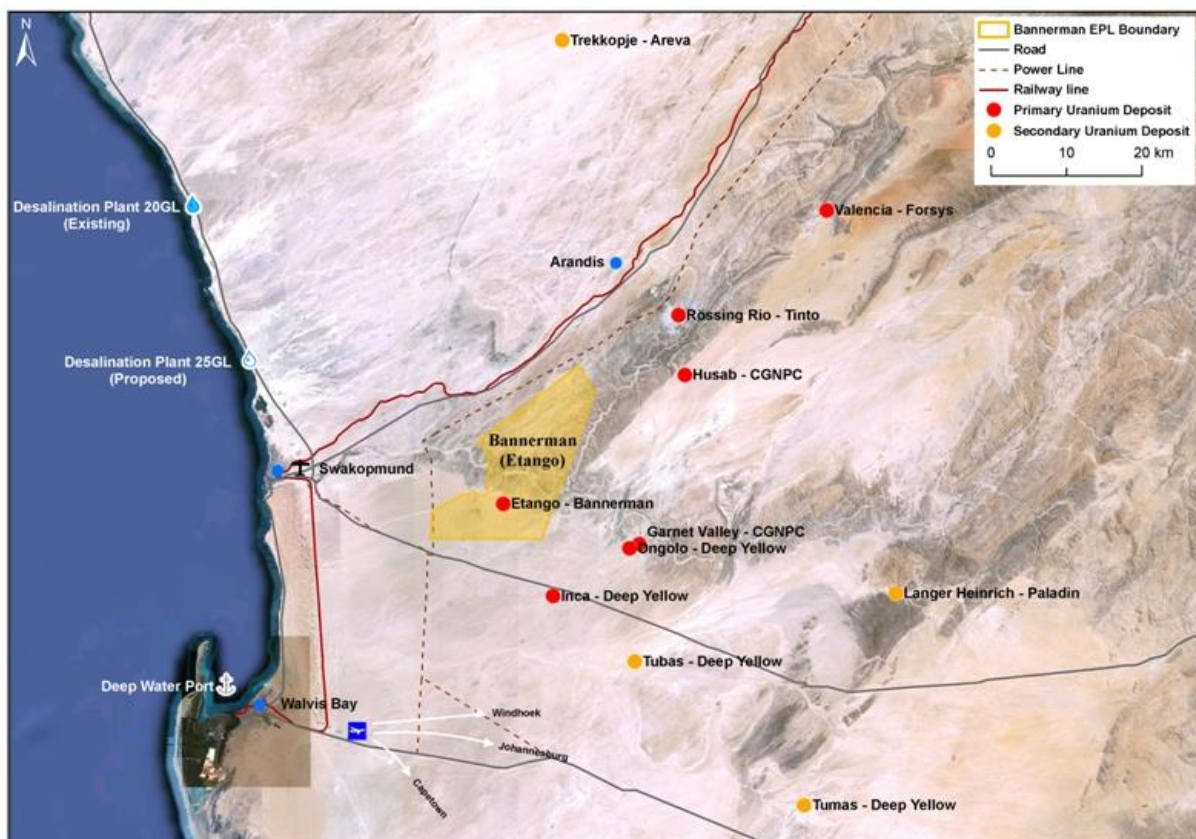 N
Trekkopje - Areva
Bannerman EPL Boundary
Road
Power Line
Railway line
Primary Uranium Deposit
Secondary Uranium Deposit
0 10 20 km
Desalination Plant 20GL
(Existing)
Valencia - Forsys
Arandis
Rössing Rio - Tinto
Desalination Plant 25GL
(Proposed)
Husab - CGNPC
Bannerman
(Etango)
Swakopmund
Etango - Bannerman
Garnet Valley - CGNPC
Ongolo - Deep Yellow
Inca - Deep Yellow
Langer Heinrich - Paladin
Tubas - Deep Yellow
Deep Water Port
Walvis Bay
Windhoek
Johannesburg
Capetown
Tumas - Deep Yellow